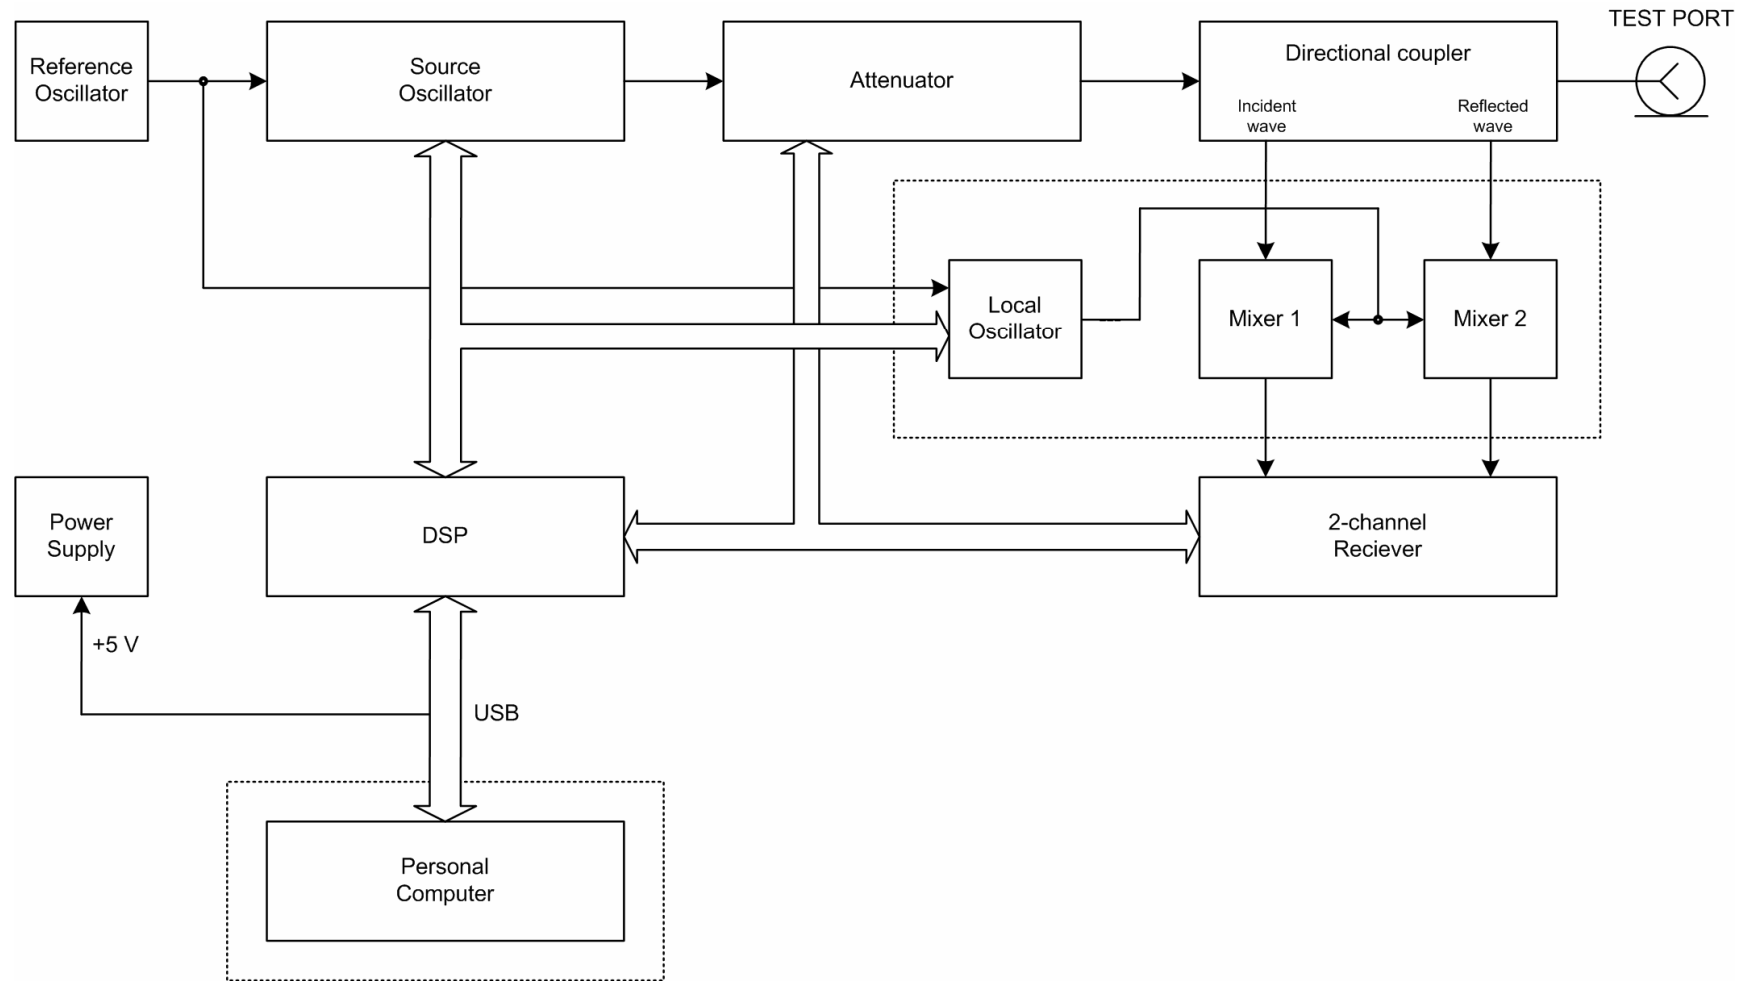 TEST PORT
Reference
Oscillator
Source
Oscillator
Attenuator
Directional coupler
Incident
wave
Reflected
wave
Local
Oscillator
Mixer 1
Mixer 2
Power
Supply
DSP
2-channel
Reciever
+5 V
USB
Personal
Computer